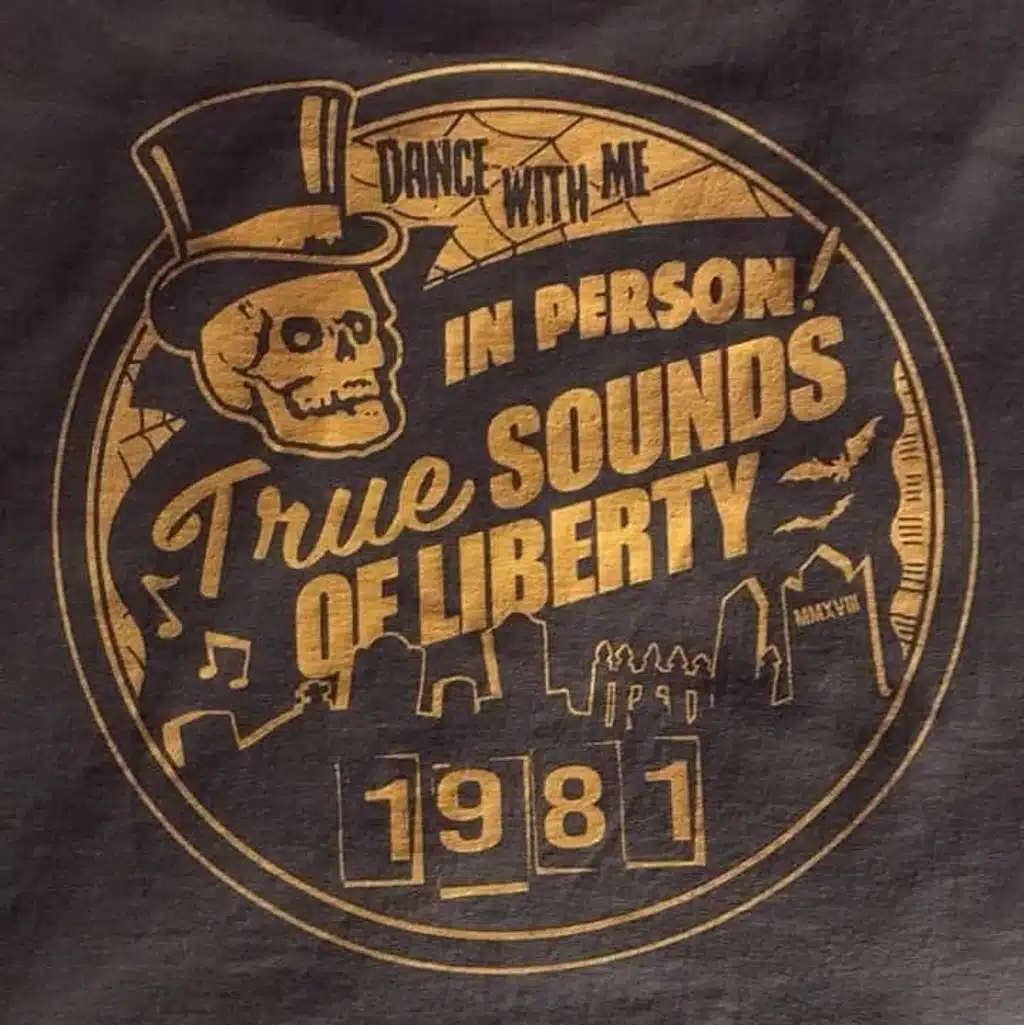 DANCE WITH ME
IN PERSON!
True SOUNDS
OF LIBERTY
MMXVIII
1981